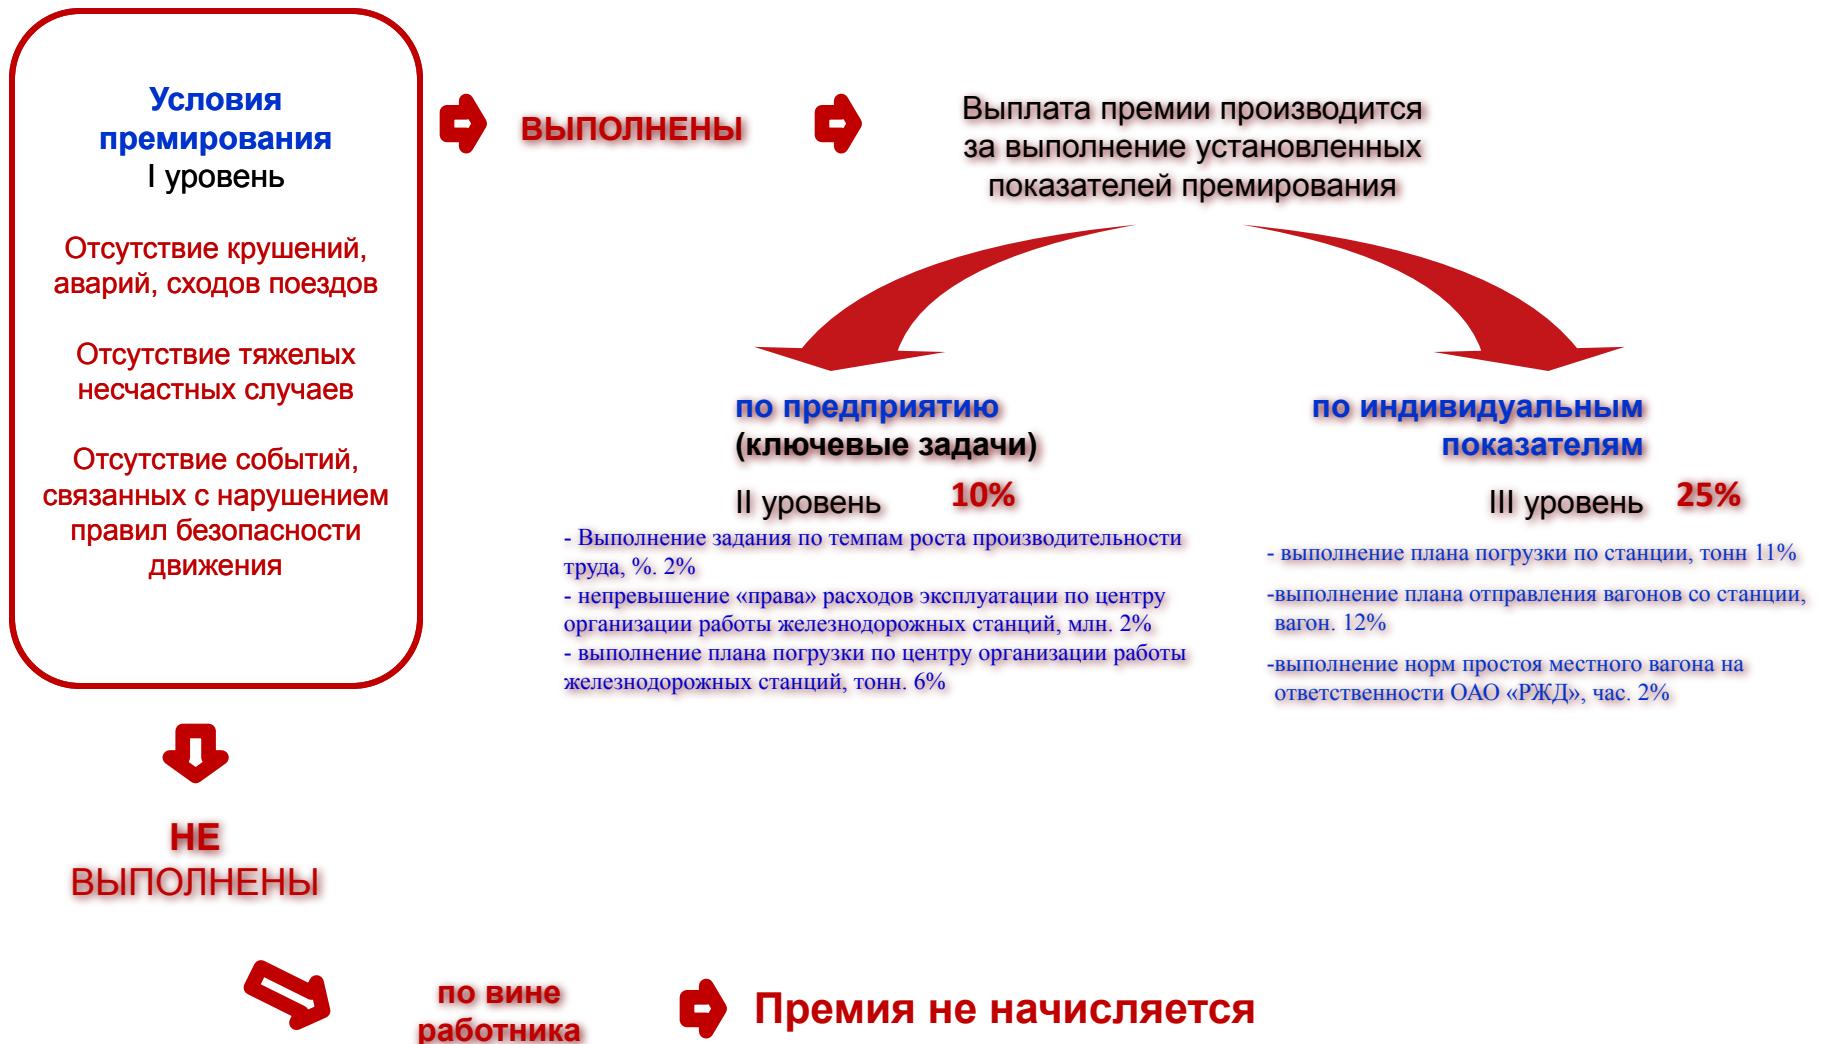 Условия
премирования
I уровень
Отсутствие крушений,
аварий, сходов поездов
Отсутствие тяжелых
несчастных случаев
Отсутствие событий,
связанных с нарушением
правил безопасности
движения
ВЫПОЛНЕНЫ
Выплата премии производится
за выполнение установленных
показателей премирования
по предприятию
(ключевые задачи)
II уровень 10%
- Выполнение задания по темпам роста производительности
труда, %. 2%
- непревышение «права» расходов эксплуатации по центру
организации работы железнодорожных станций, млн. 2%
- выполнение плана погрузки по центру организации работы
железнодорожных станций, тонн. 6%
по индивидуальным
показателям
III уровень 25%
- выполнение плана погрузки по станции, тонн 11%
-выполнение плана отправления вагонов со станции,
вагон. 12%
-выполнение норм простоя местного вагона на
ответственности ОАО «РЖД», час. 2%
НЕ
ВЫПОЛНЕНЫ
по вине
работника
Премия не начисляется